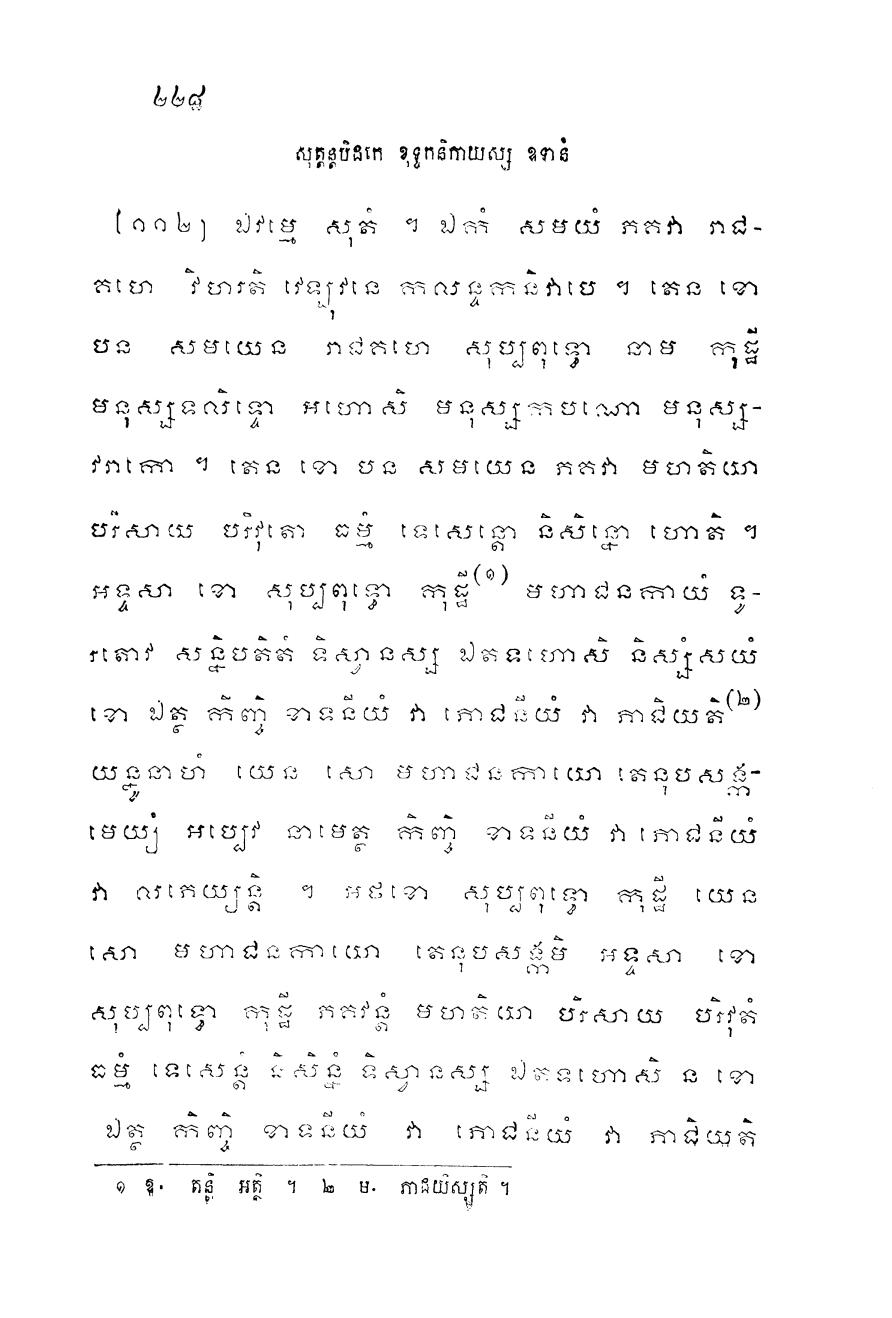 ២២៨
សុត្តន្តបិដកេ ខុទ្ទកនិកាយស្ស ឧទានំ
(១១២) ឯវម្មេ សុតំ ។ ឯកំ សមយំ ភគវា រាជ-
គហេ វិហរតិ វេឡុវនេ កលន្ទកនិវាបេ ។ តេន ខោ
បន សមយេន រាជគហេ សុប្បពុទ្ធោ នាម កុដ្ឋី
មនុស្សទលិទ្ទោ អហោសិ មនុស្សកបណោ មនុស្ស-
វរាកោ ។ តេន ខោ បន សមយេន ភគវា មហតិយា
បរិសាយ បរិវុតោ ធម្មំ ទេសេន្តោ និសិន្នោ ហោតិ ។
អទ្ទសា ខោ សុប្បពុទ្ធោ កុដ្ឋី(១) មហាជនកាយំ ទូ-
រតោវ សន្និបតិតំ ទិស្វានស្ស ឯតទហោសិ និស្សំសយំ
ខោ ឯត្ថ កិញ្ចិ ខាទនីយំ វា ភោជនីយំ វា ភាជិយតិ(២)
យន្នូនាហំ យេន សោ មហាជនកាយោ តេនុបសង្ក-
មេយ្យំ អប្បេវ នាមេត្ថ កិញ្ចិ ខាទនីយំ វា ភោជនីយំ
វា លភេយ្យន្តិ ។ អថខោ សុប្បពុទ្ធោ កុដ្ឋី យេន
សោ មហាជនកាយោ តេនុបសង្កមិ អទ្ទសា ខោ
សុប្បពុទ្ធោ កុដ្ឋី ភគវន្តំ មហតិយា បរិសាយ បរិវុតំ
ធម្មំ ទេសេន្តំ និសិន្នំ ទិស្វានស្ស ឯតទហោសិ ន ខោ
ឯត្ថ កិញ្ចិ ខាទនីយំ វា ភោជនីយំ វា ភាជិយតិ
១ ឱ. តន្ថិ អត្ថិ ។ ២ ម. ភាជយិស្សតិ ។